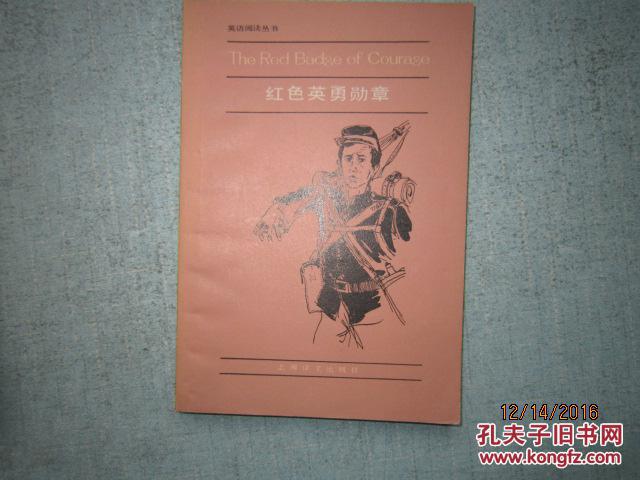 英语阅读丛书
The Red Badge of Courage
红色英勇勋章
上海译文出版社
12/14/2016
孔夫子旧书网
www.kongfz.com